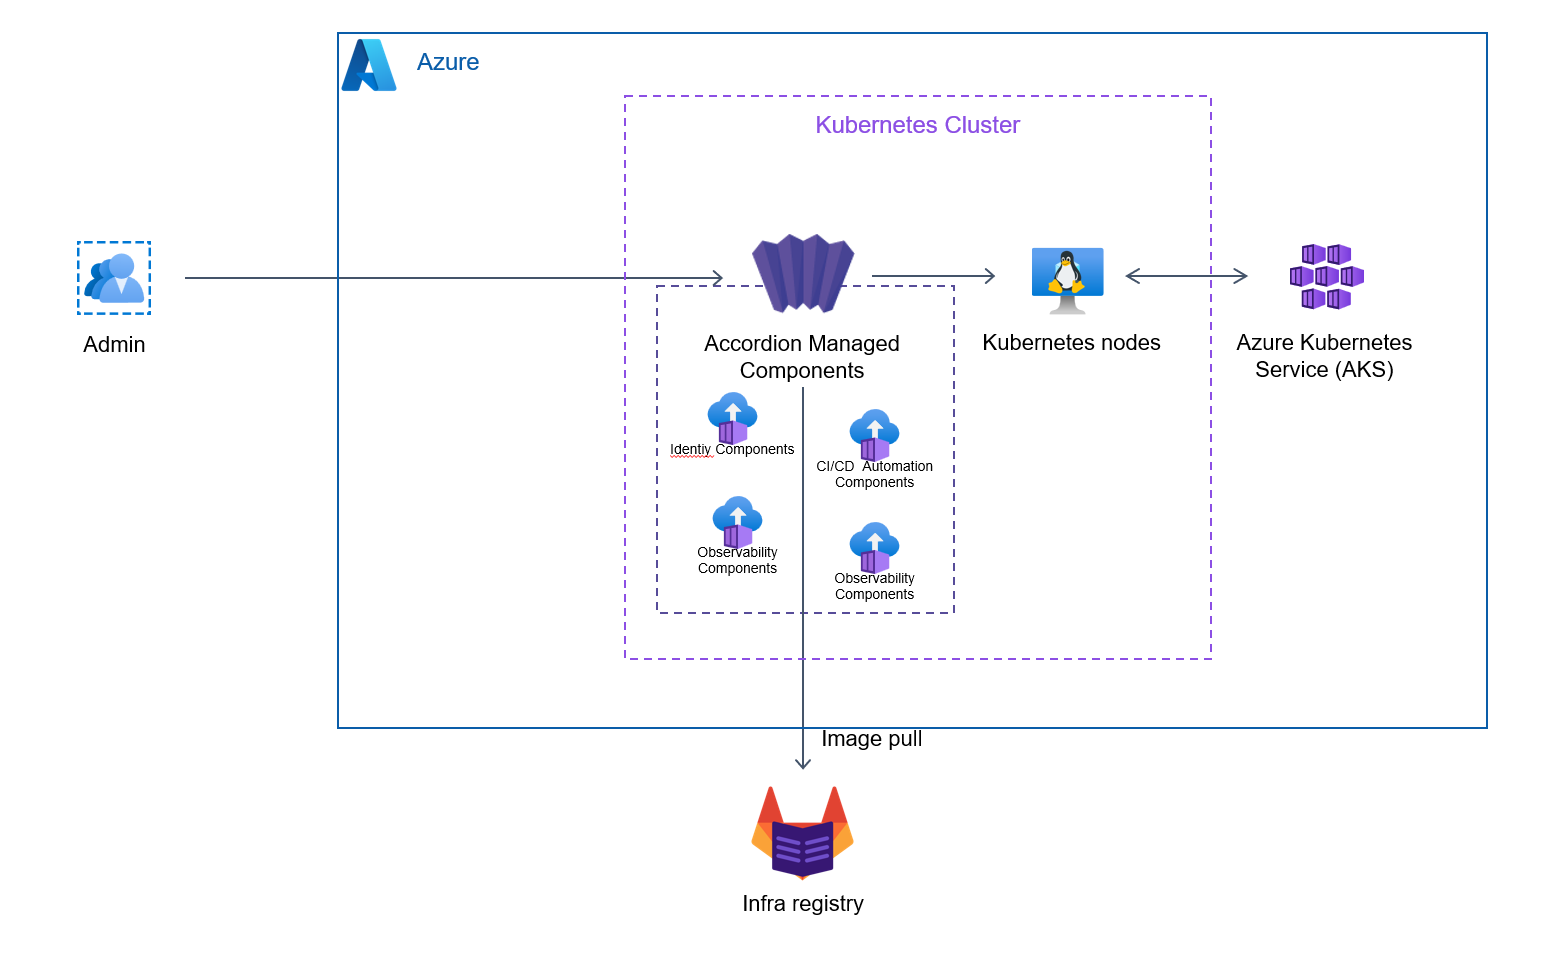 Azure
Kubernetes Cluster
Admin
Accordion Managed
Components
Kubernetes nodes
Azure Kubernetes
Service (AKS)
Identiy Components
CI/CD  Automation
Components
Observability
Components
Observability
Components
Image pull
Infra registry